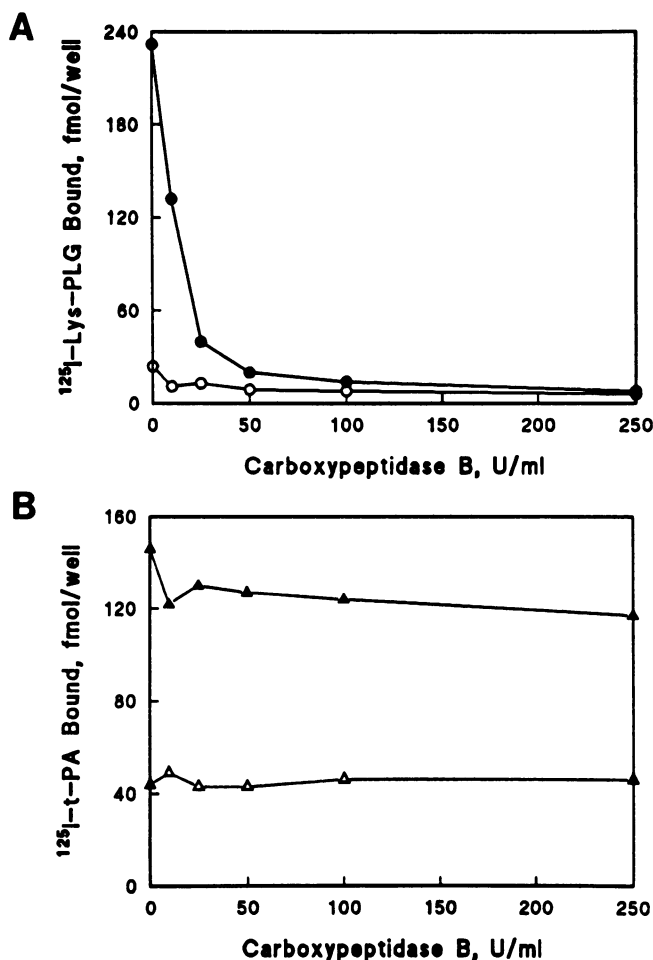 A
240
180
120
60
0
¹²⁵I-Lys-PLG Bound, fmol/well
0 50 100 150 200 250
Carboxypeptidase B, U/ml
B
160
120
80
40
0
¹²⁵I-t-PA Bound, fmol/well
0 50 100 150 200 250
Carboxypeptidase B, U/ml